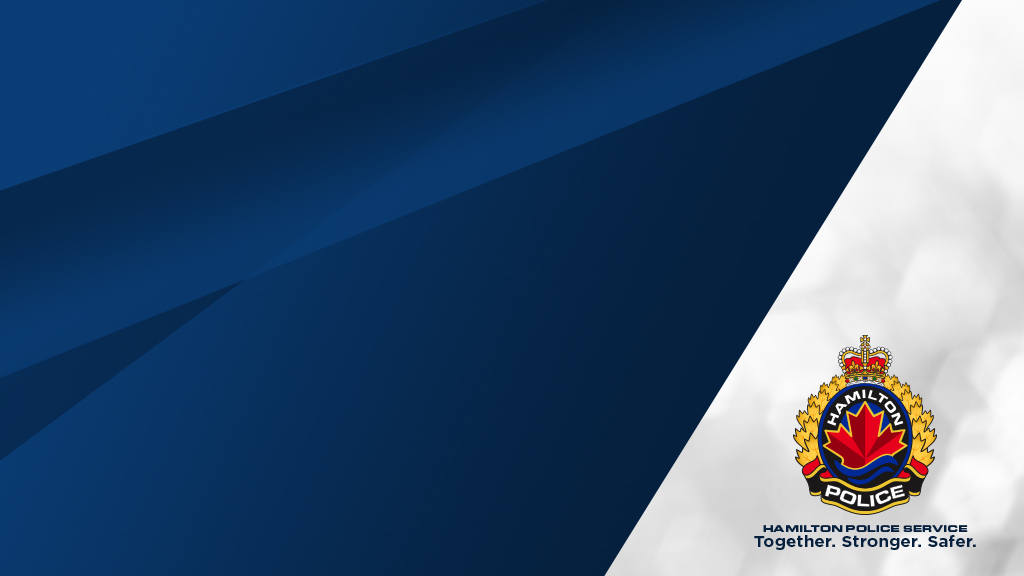 HAMILTON
POLICE
HAMILTON POLICE SERVICE
Together. Stronger. Safer.